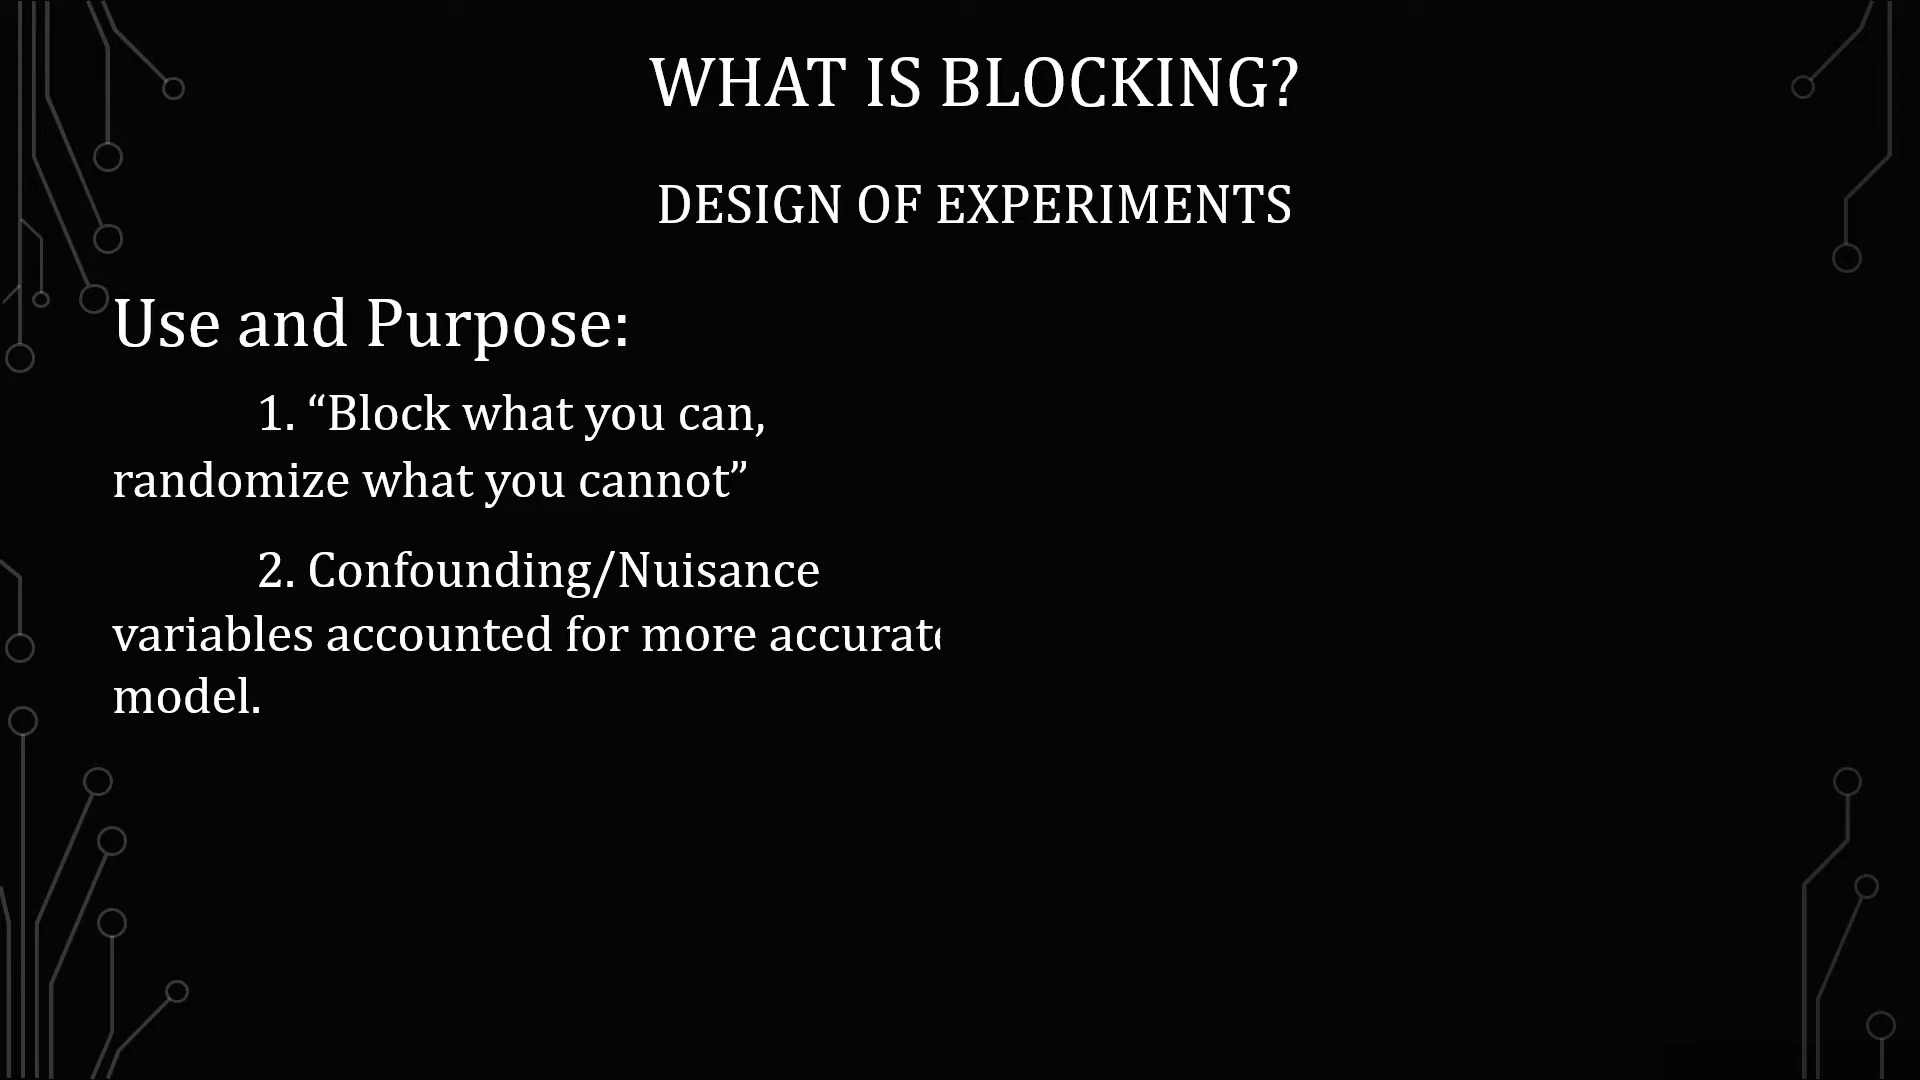 WHAT IS BLOCKING?
DESIGN OF EXPERIMENTS
Use and Purpose:
1. “Block what you can,
randomize what you cannot”
2. Confounding/Nuisance
variables accounted for more accurate
model.